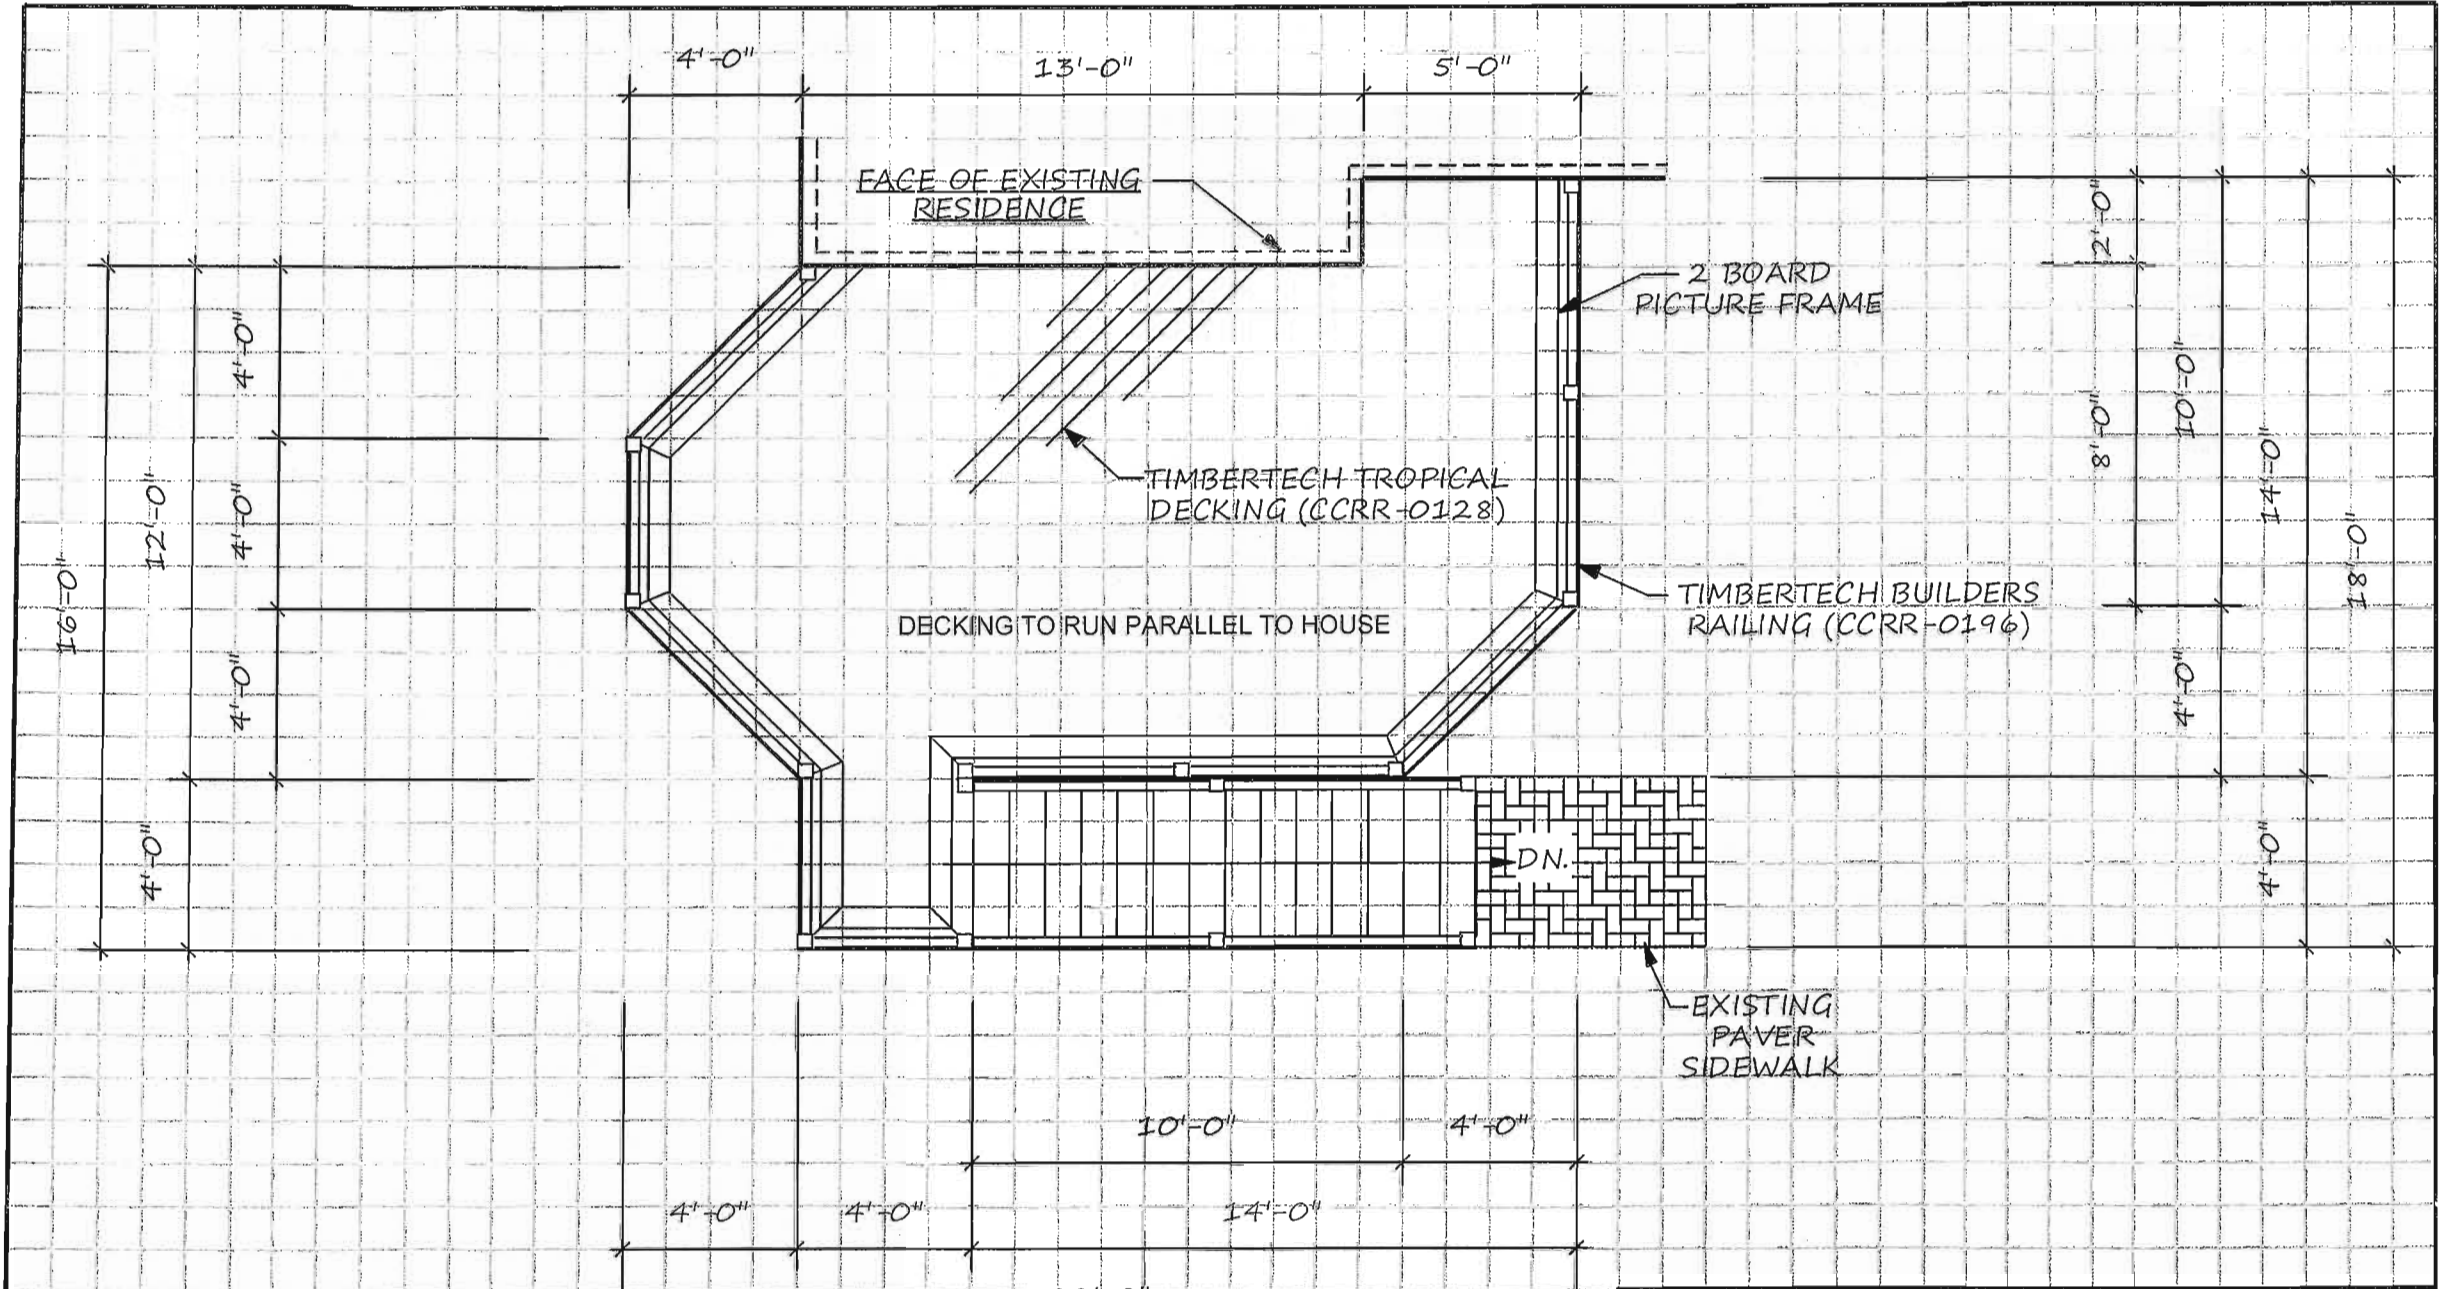 4'-0"
13'-0"
5'-0"
FACE OF EXISTING
RESIDENCE
2'-0"
2 BOARD
PICTURE FRAME
4'-0"
10'-0"
8'-0"
14'-0"
4'-0"
12'-0"
TIMBERTECH TROPICAL
DECKING (CCRR-0128)
18'-0"
16'-0"
TIMBERTECH BUILDERS
RAILING (CCRR-0196)
DECKING TO RUN PARALLEL TO HOUSE
4'-0"
4'-0"
4'-0"
DN.
4'-0"
EXISTING
PAVER
SIDEWALK
10'-0"
4'-0"
4'-0"
4'-0"
14'-0"